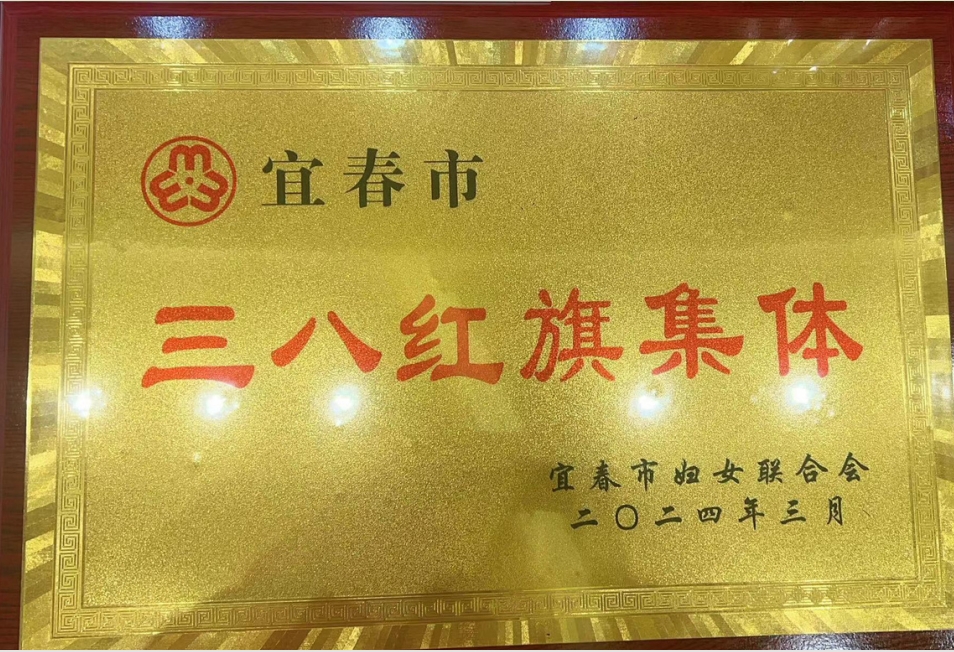 宜春市
三八红旗集体
宜春市妇女联合会
二〇二四年三月